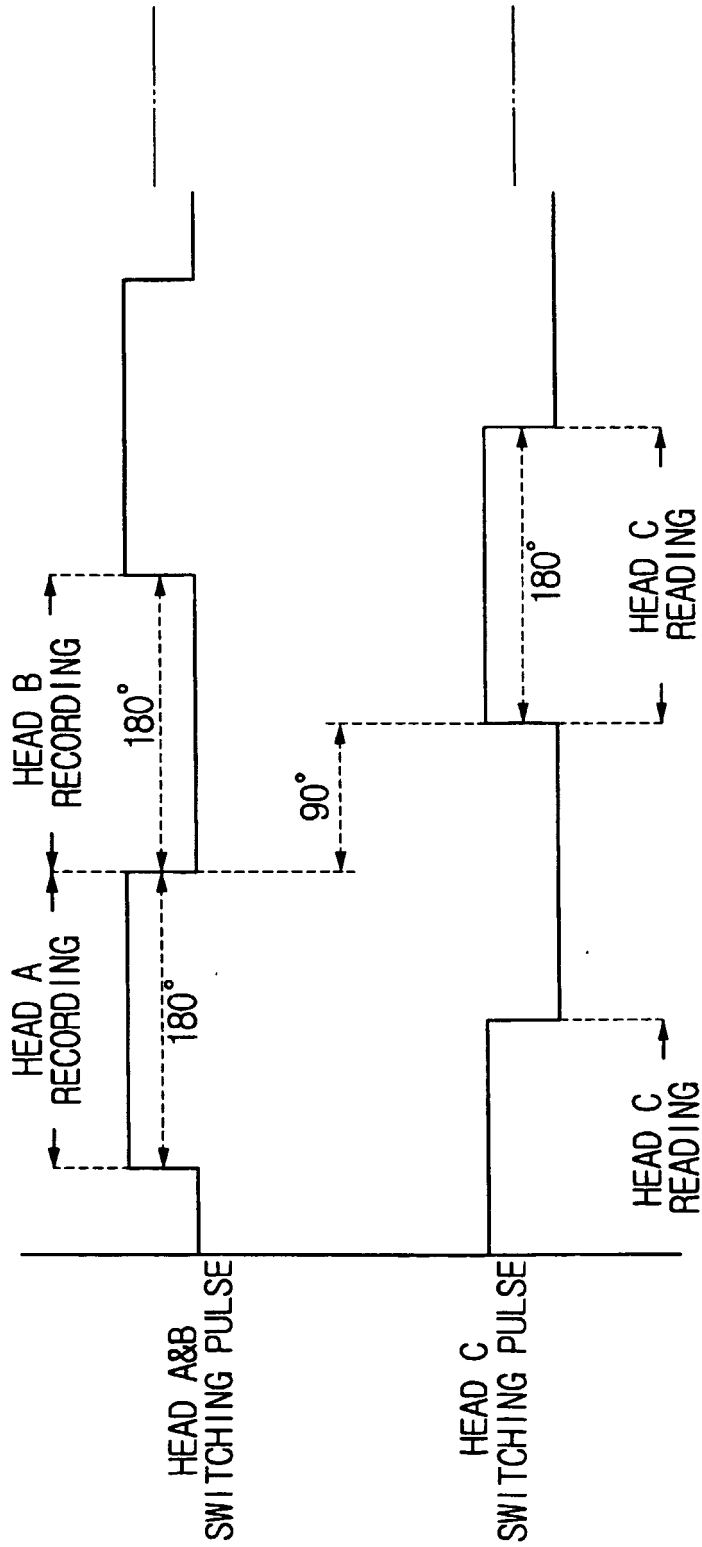 HEAD A&B
SWITCHING PULSE
HEAD A
RECORDING
HEAD B
RECORDING
180°
180°
90°
HEAD C
SWITCHING PULSE
180°
HEAD C
READING
HEAD C
READING